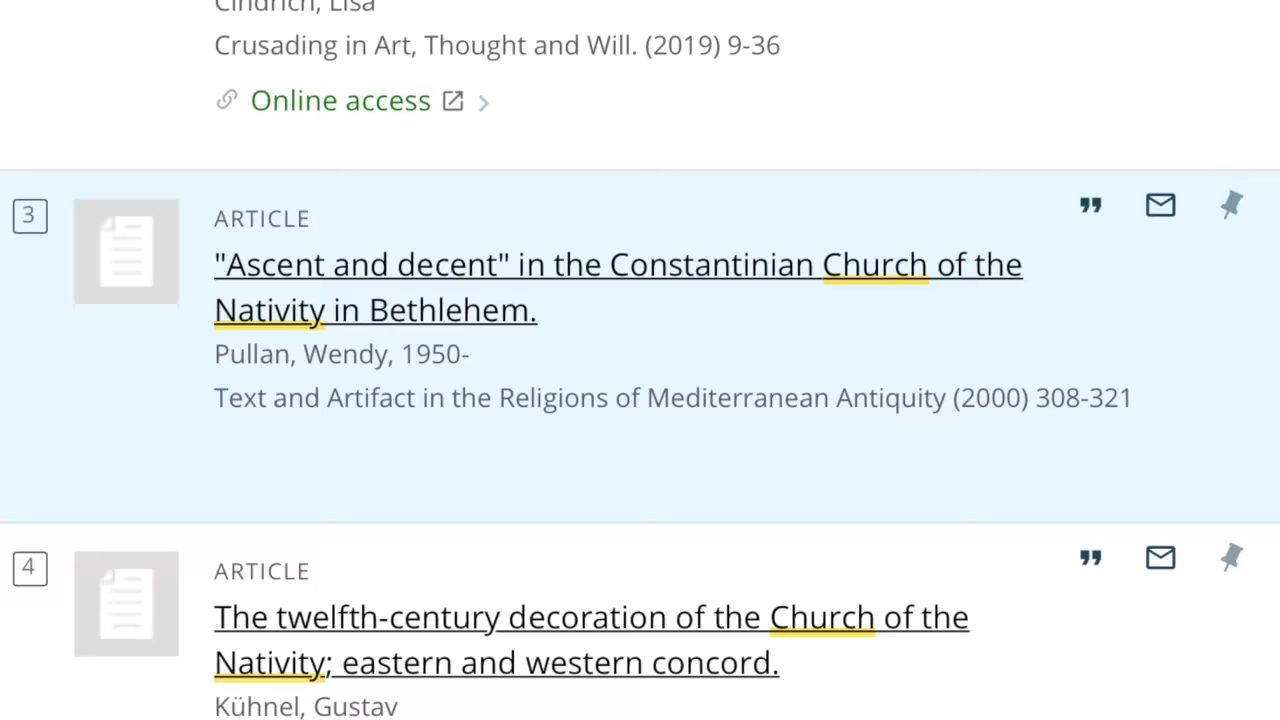 Cindrich, Lisa
Crusading in Art, Thought and Will. (2019) 9-36
Online access
3
ARTICLE
"Ascent and decent" in the Constantinian Church of the
Nativity in Bethlehem.
Pullan, Wendy, 1950-
Text and Artifact in the Religions of Mediterranean Antiquity (2000) 308-321
4
ARTICLE
The twelfth-century decoration of the Church of the
Nativity; eastern and western concord.
Kühnel, Gustav